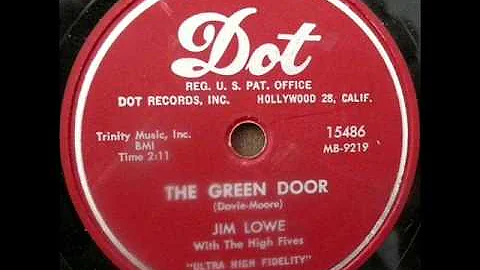 Dot
REG. U. S. PAT. OFFICE
DOT RECORDS, INC. HOLLYWOOD 28, CALIF.
Trinity Music, Inc.
BMI
Time 2:11
15486
MB-9219
THE GREEN DOOR
(Davie-Moore)
JIM LOWE
With The High Fives
"ULTRA HIGH FIDELITY"